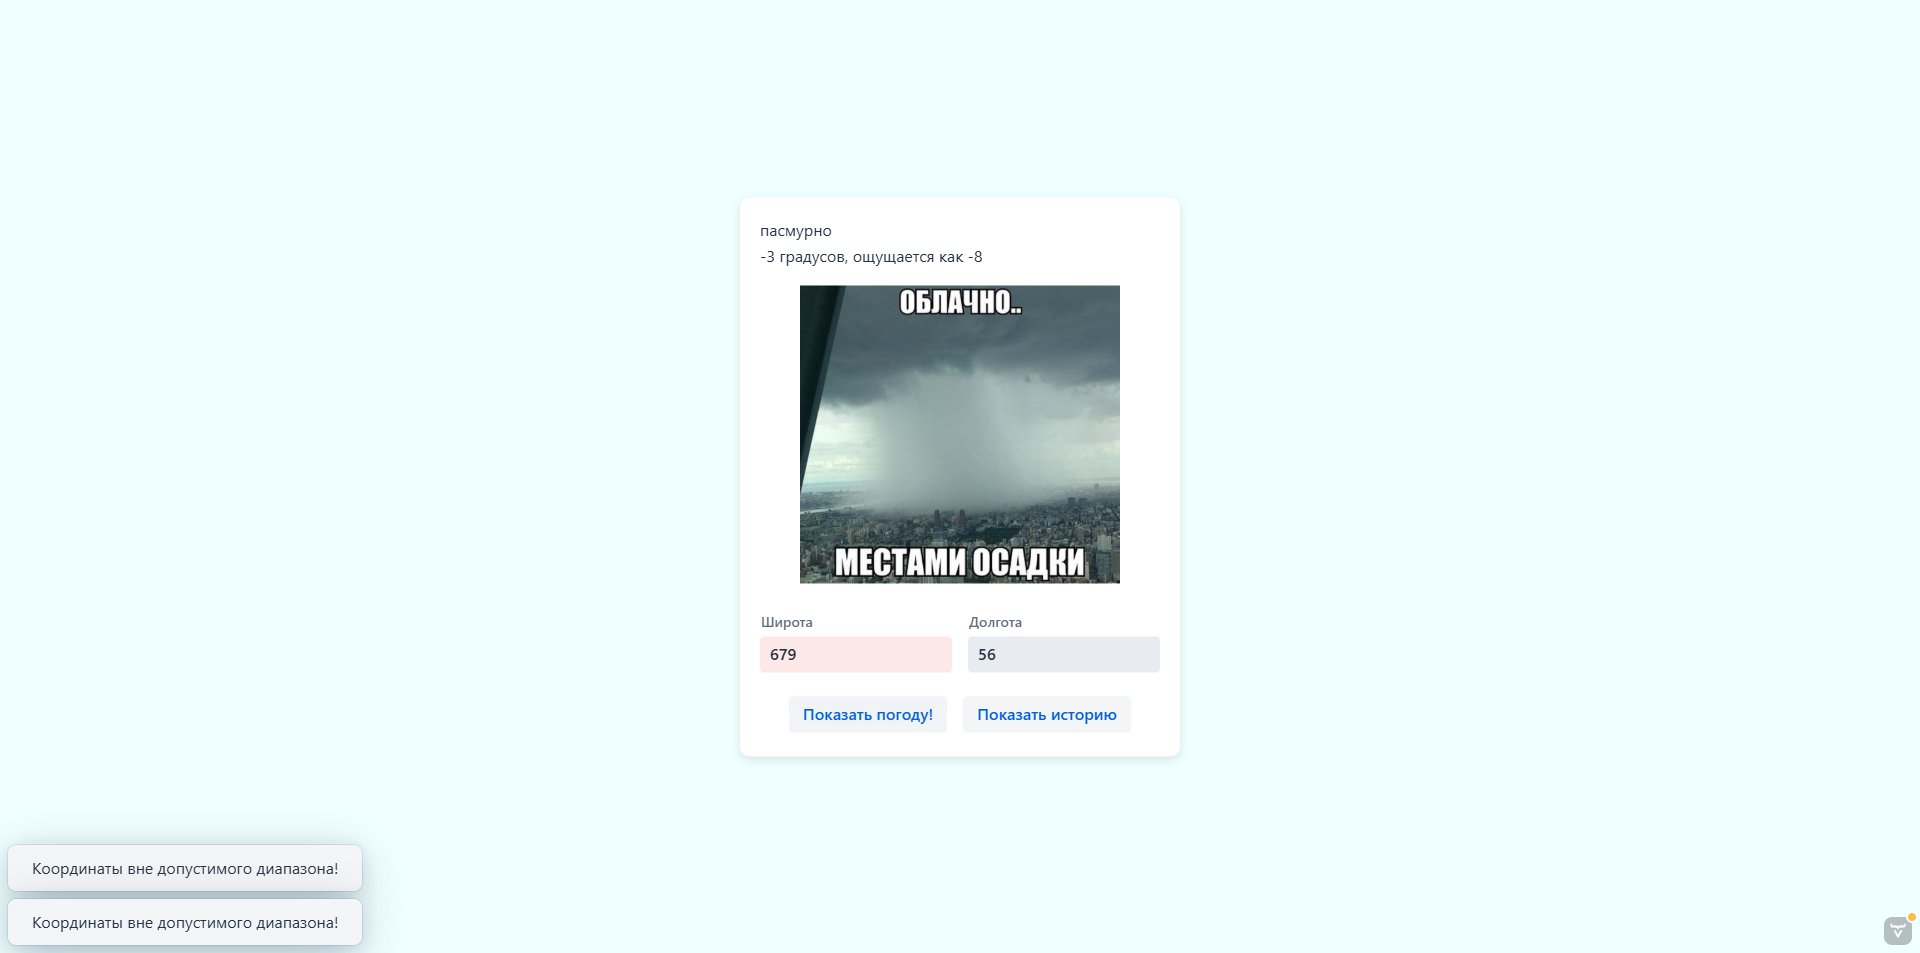 пасмурно
-3 градусов, ощущается как -8
ОБЛАЧНО..
МЕСТАМИ ОСАДКИ
Широта
Долгота
679
56
Показать погоду!
Показать историю
Координаты вне допустимого диапазона!
Координаты вне допустимого диапазона!